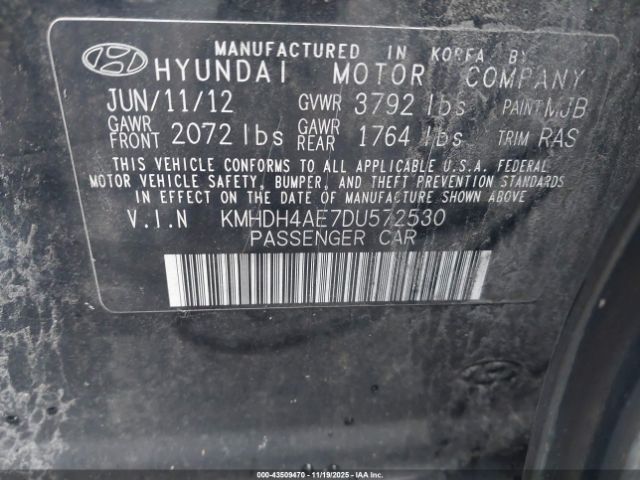 MANUFACTURED IN KOREA BY
HYUNDAI MOTOR COMPANY
JUN/11/12 GVWR 3792 lbs PAINT MJB
GAWR FRONT 2072 lbs GAWR REAR 1764 lbs TRIM RAS
THIS VEHICLE CONFORMS TO ALL APPLICABLE U.S.A. FEDERAL
MOTOR VEHICLE SAFETY, BUMPER, AND THEFT PREVENTION STANDARDS
IN EFFECT ON THE DATE OF MANUFACTURE SHOWN ABOVE
V.I.N KMHDH4AE7DU572530
PASSENGER CAR
000-43509470 - 11/19/2025 - IAAI.COM